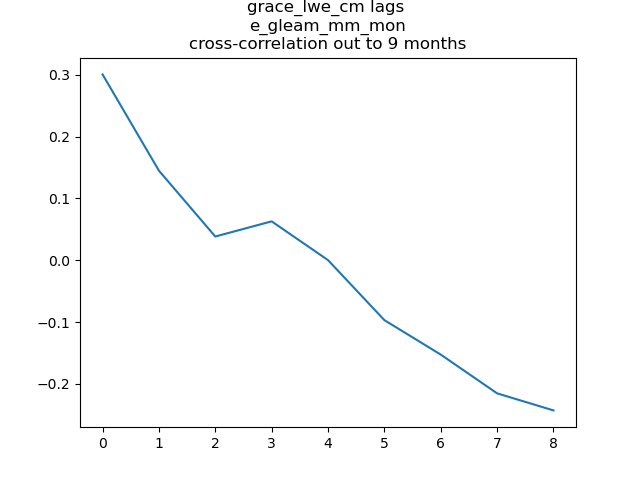 grace_lwe_cm lags
e_gleam_mm_mon
cross-correlation out to 9 months
0.3
0.2
0.1
0.0
−0.1
−0.2
0 1 2 3 4 5 6 7 8